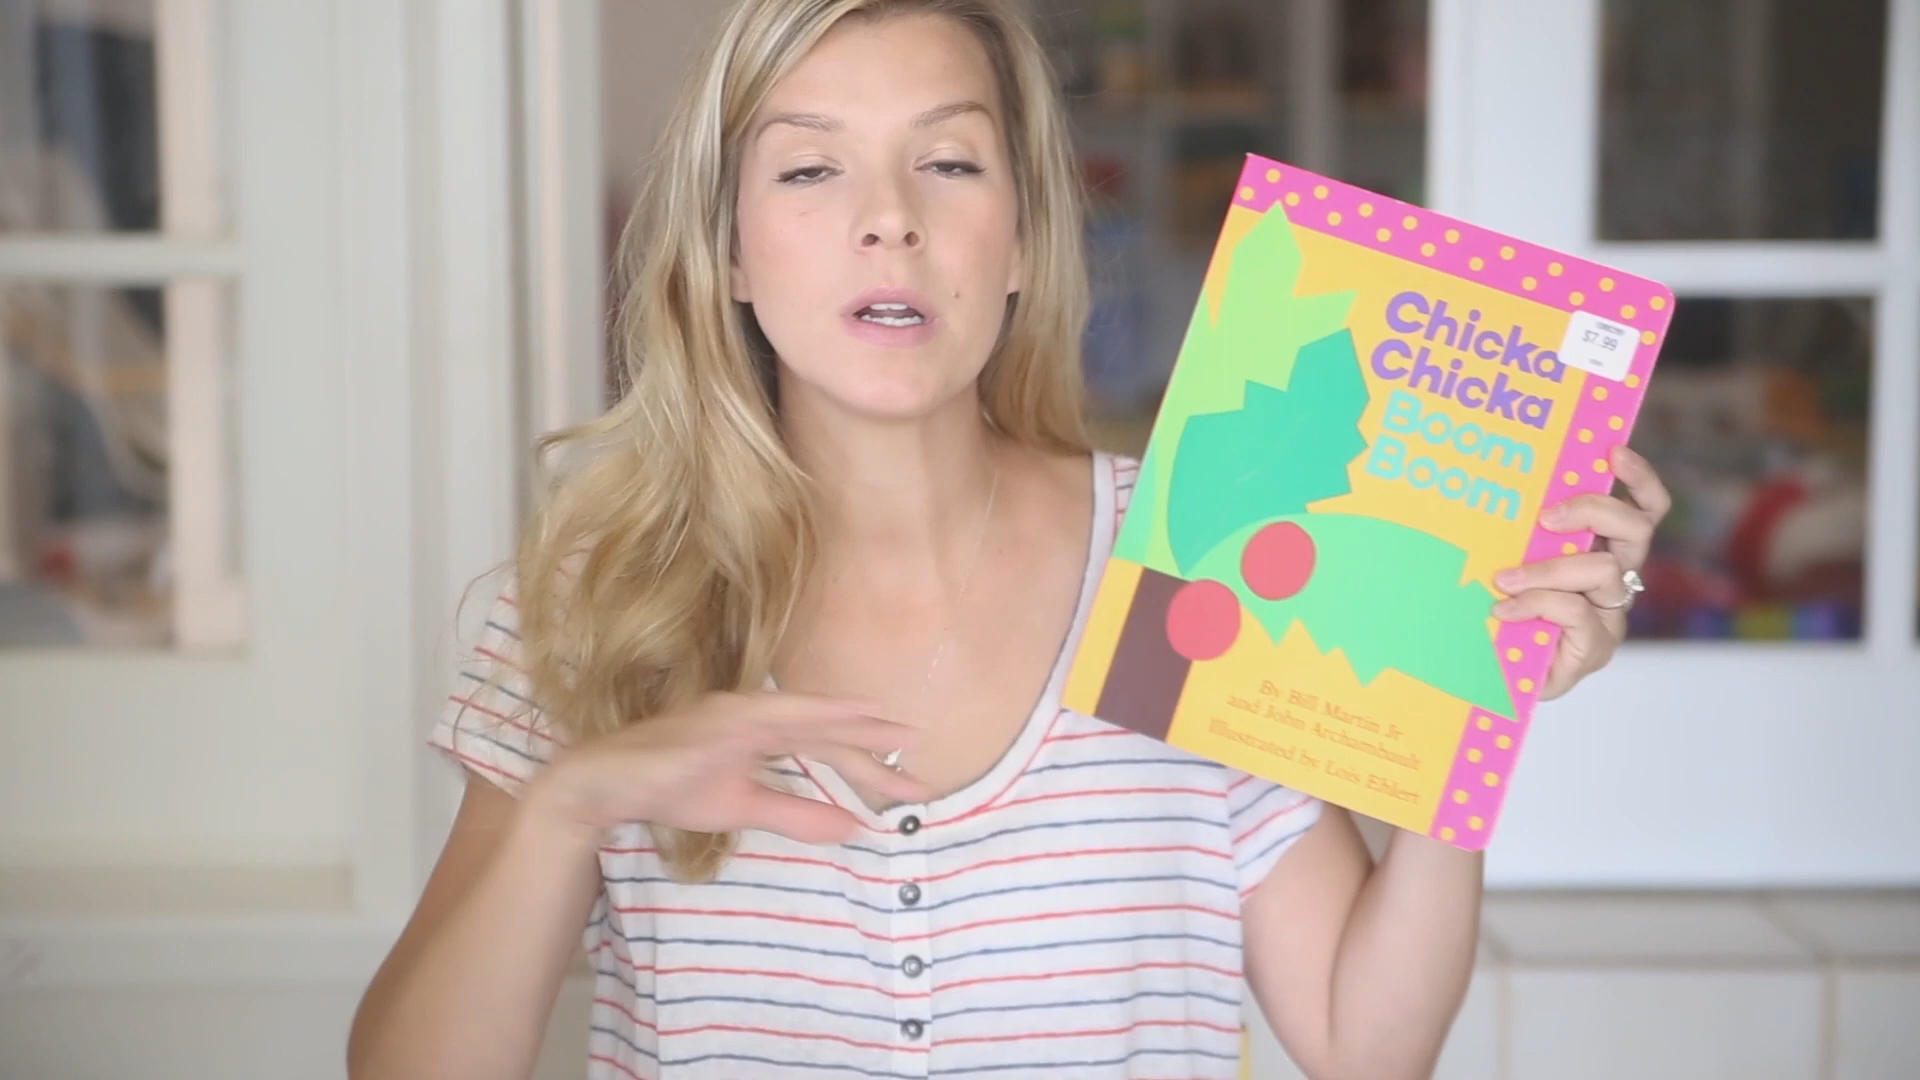 Chicka
$7.99
Chicka
Boom
Boom
By Bill Martin Jr
and John Archambault
Illustrated by Lois Ehlert